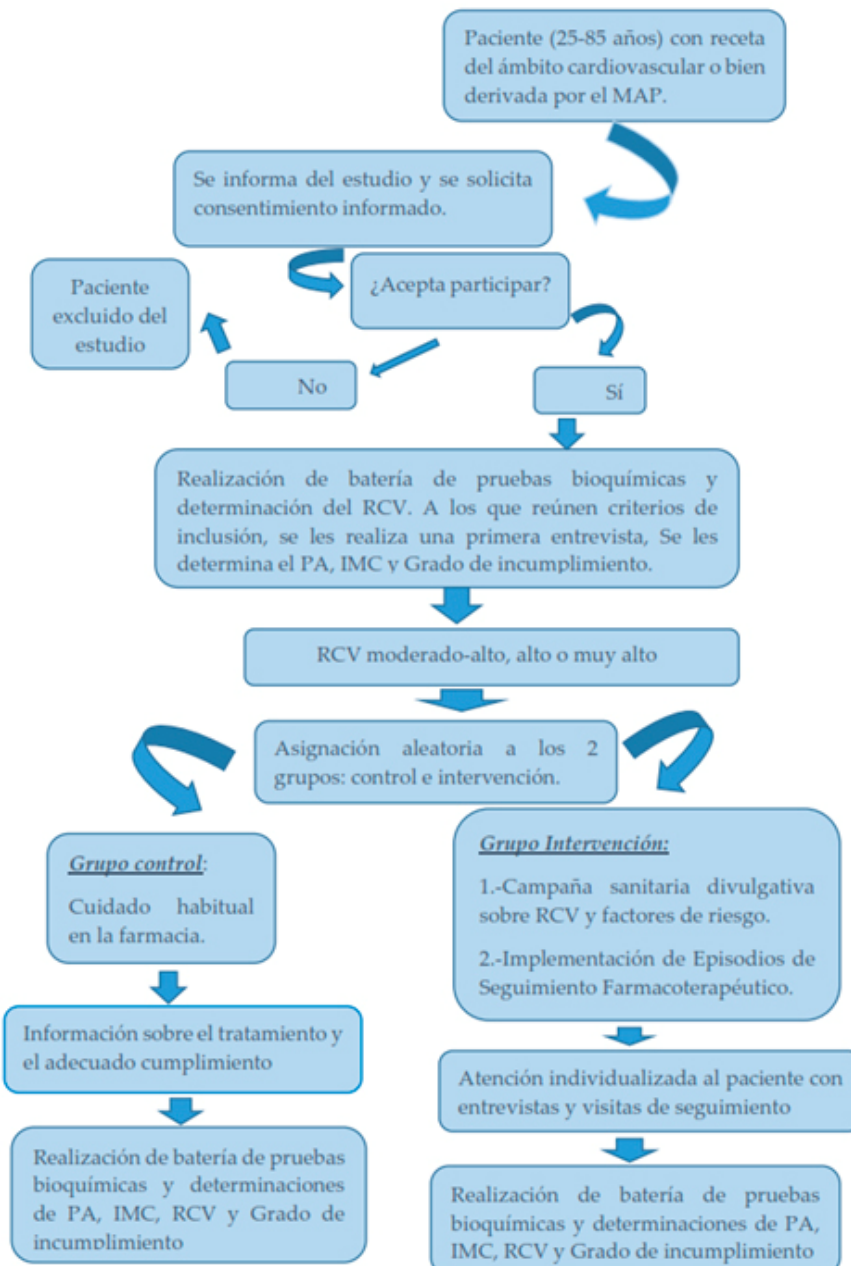 Paciente (25-85 años) con receta
del ámbito cardiovascular o bien
derivada por el MAP.
Se informa del estudio y se solicita
consentimiento informado.
¿Acepta participar?
Paciente
excluido del
estudio
No
Sí
Realización de batería de pruebas bioquímicas y
determinación del RCV. A los que reúnen criterios de
inclusión, se les realiza una primera entrevista, Se les
determina el PA, IMC y Grado de incumplimiento.
RCV moderado-alto, alto o muy alto
Asignación aleatoria a los 2
grupos: control e intervención.
Grupo control:
Cuidado habitual
en la farmacia.
Información sobre el tratamiento y
el adecuado cumplimiento
Realización de batería de pruebas
bioquímicas y determinaciones
de PA, IMC, RCV y Grado de
incumplimiento
Grupo Intervención:
1.-Campaña sanitaria divulgativa
sobre RCV y factores de riesgo.
2.-Implementación de Episodios de
Seguimiento Farmacoterapéutico.
Atención individualizada al paciente con
entrevistas y visitas de seguimiento
Realización de batería de pruebas
bioquímicas y determinaciones de PA,
IMC, RCV y Grado de incumplimiento